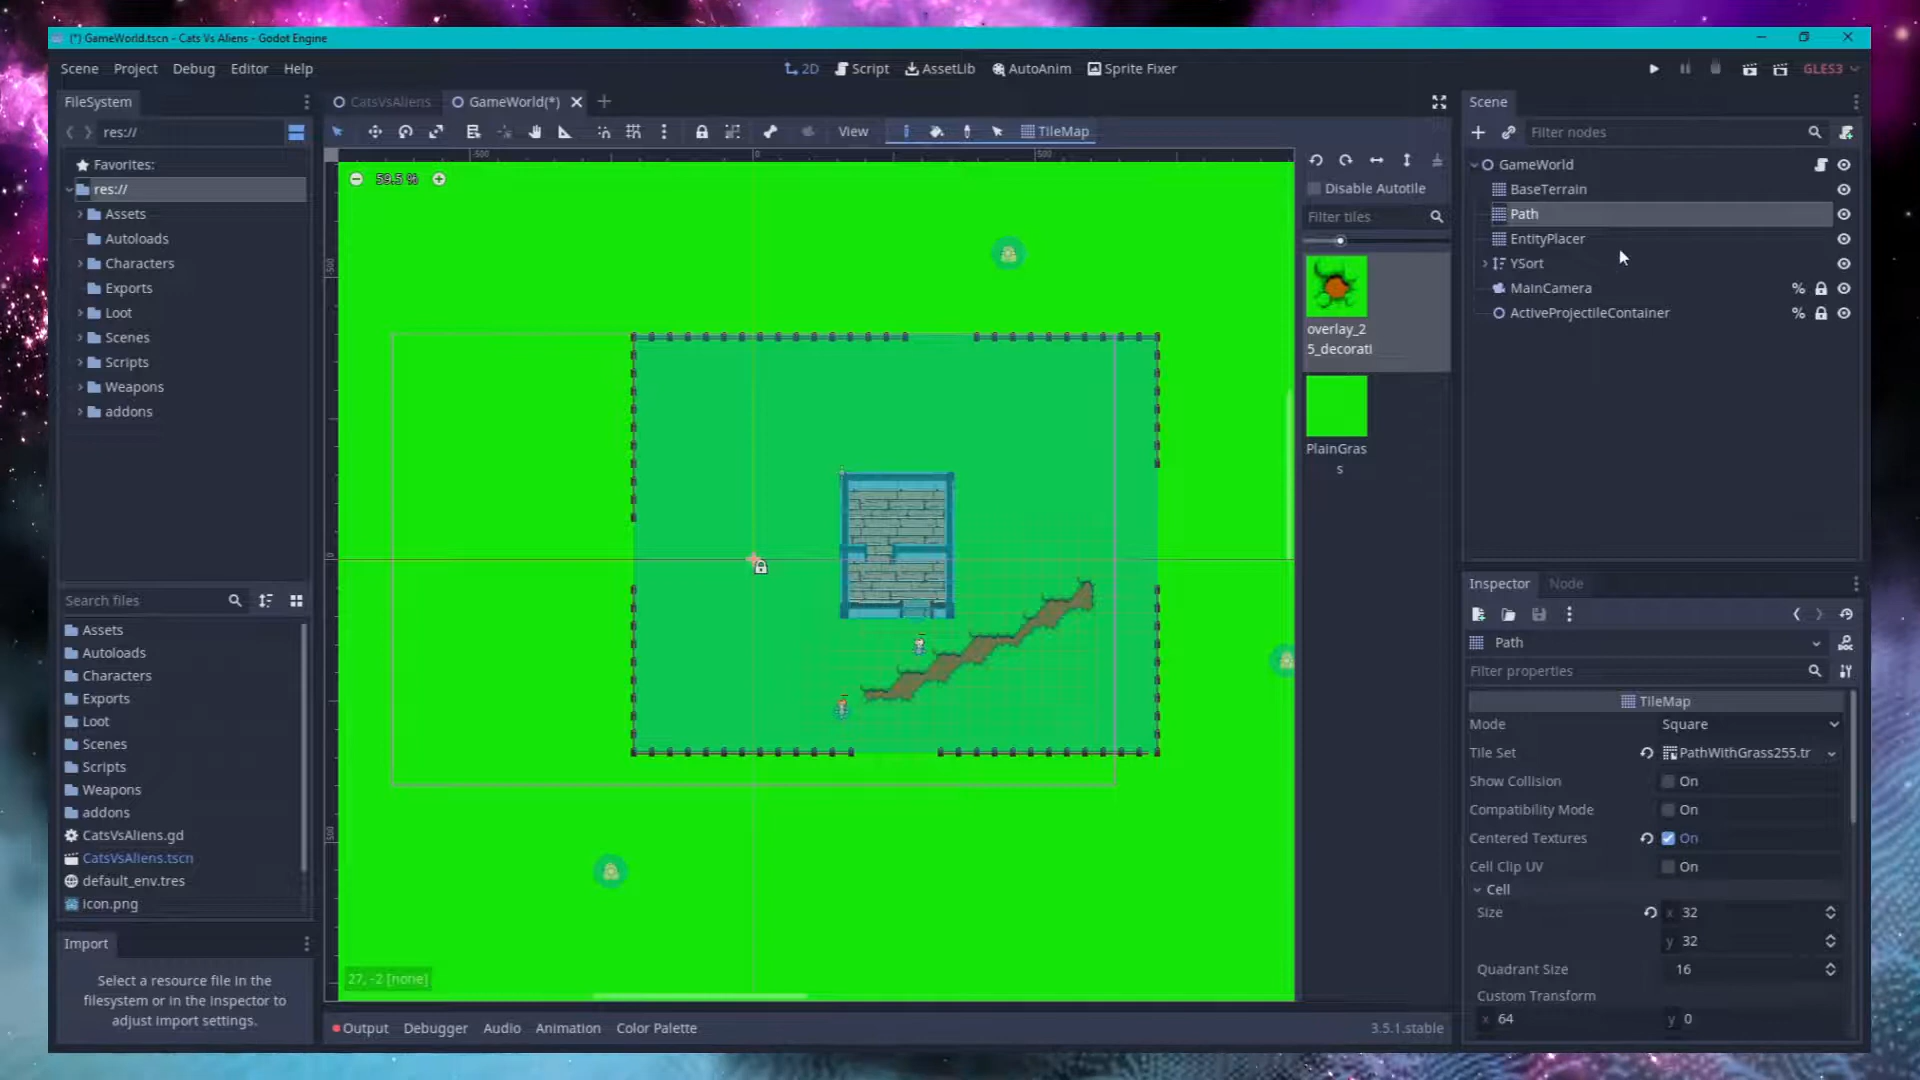 (*) GameWorld.tscn - Cats Vs Aliens - Godot Engine
Scene Project Debug Editor Help
2D Script AssetLib AutoAnim Sprite Fixer
GLES3
FileSystem
res://
Favorites:
res://
Assets
Autoloads
Characters
Exports
Loot
Scenes
Scripts
Weapons
addons
Search files
Assets
Autoloads
Characters
Exports
Loot
Scenes
Scripts
Weapons
addons
CatsVsAliens.gd
CatsVsAliens.tscn
default_env.tres
icon.png
Import
Select a resource file in the
filesystem or in the inspector to
adjust import settings.
CatsVsAliens GameWorld(*)
View TileMap
59.5 %
27, -2 [none]
Output Debugger Audio Animation Color Palette 3.5.1.stable
Disable Autotile
Filter tiles
overlay_2
5_decorati
PlainGras
s
Scene
Filter nodes
GameWorld
BaseTerrain
Path
EntityPlacer
YSort
MainCamera %
ActiveProjectileContainer %
Inspector Node
Path
Filter properties
TileMap
Mode Square
Tile Set PathWithGrass255.tr
Show Collision On
Compatibility Mode On
Centered Textures On
Cell Clip UV On
Cell
Size x 32
y 32
Quadrant Size 16
Custom Transform
x 64 y 0